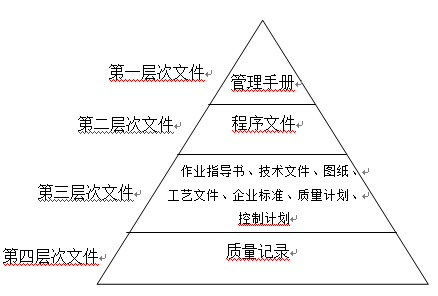 第一层次文件
管理手册
第二层次文件
程序文件
作业指导书、技术文件、图纸、
第三层次文件
工艺文件、企业标准、质量计划、
控制计划
第四层次文件
质量记录